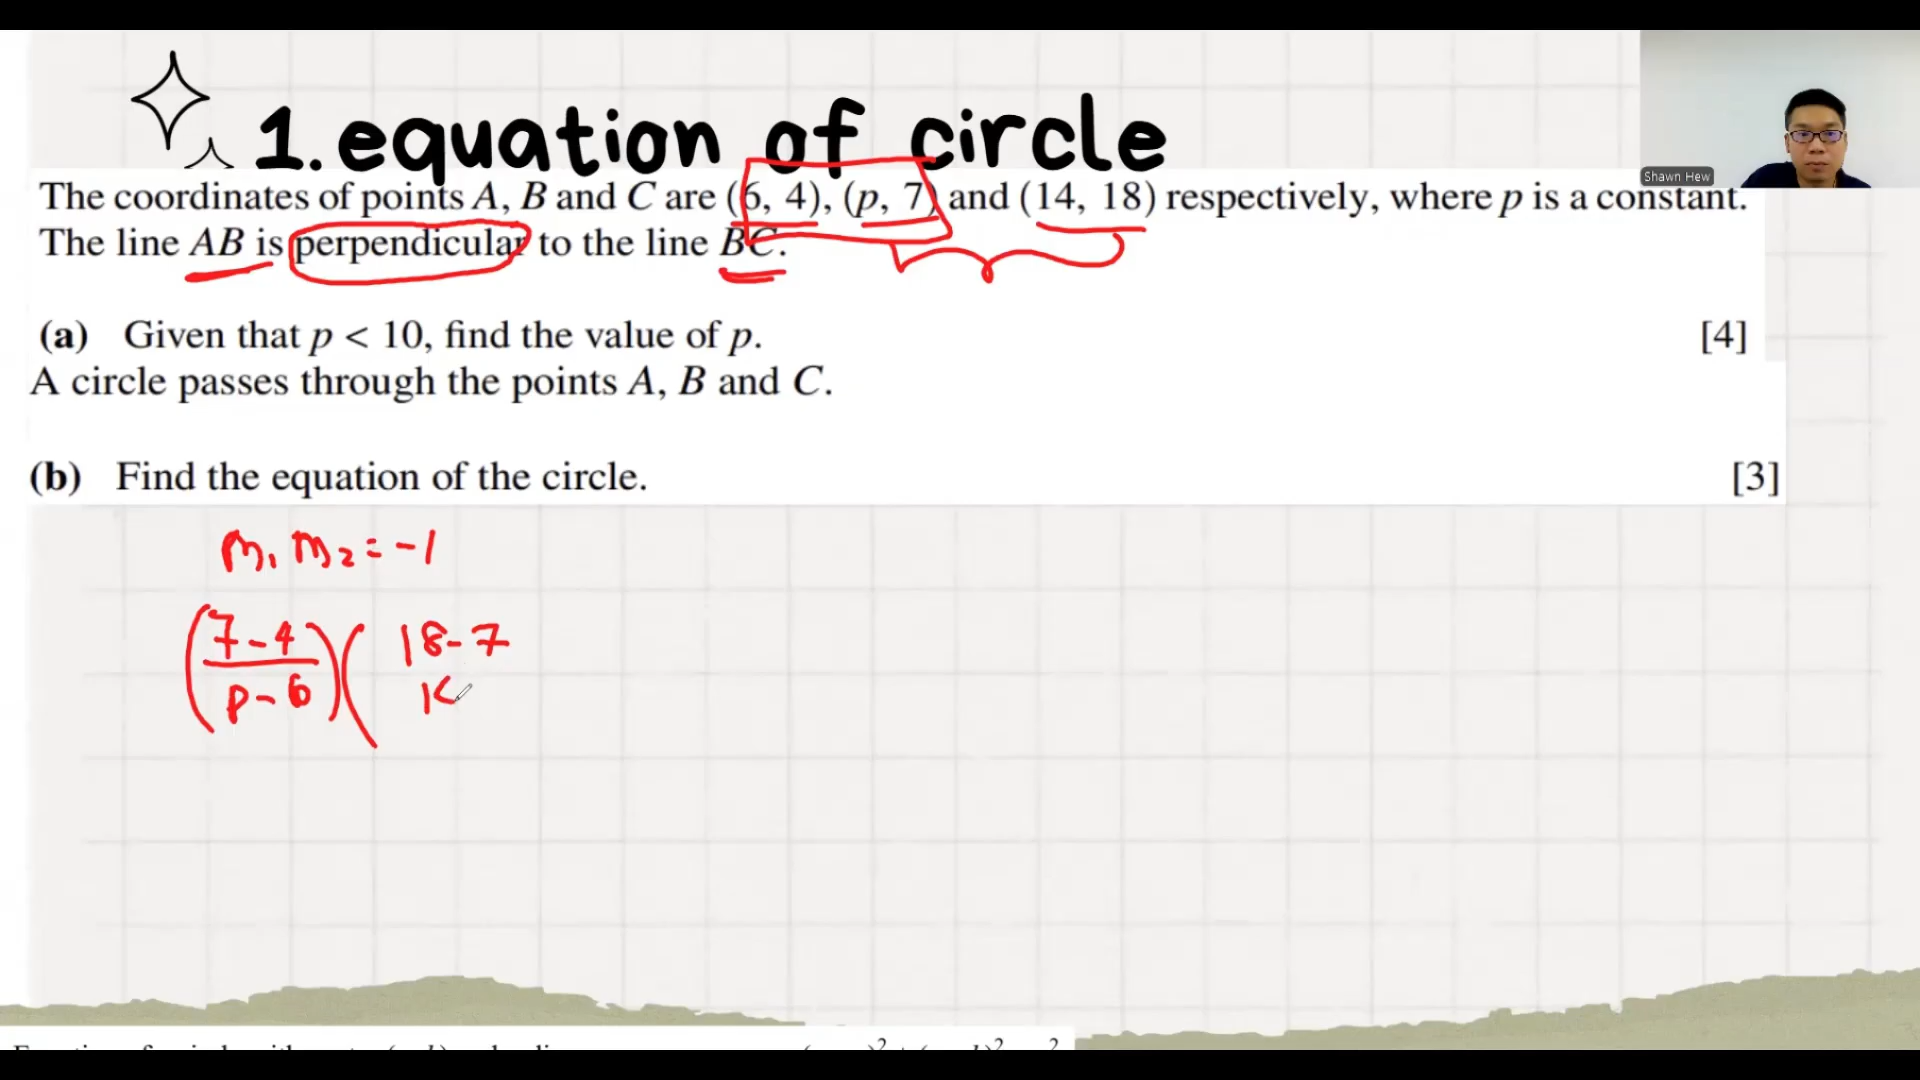 1. equation of circle
Shawn Hew
The coordinates of points A, B and C are (6, 4), (p, 7) and (14, 18) respectively, where p is a constant.
The line AB is perpendicular to the line BC.
(a) Given that p < 10, find the value of p. [4]
A circle passes through the points A, B and C.
(b) Find the equation of the circle. [3]
m₁ m₂ = -1
(7-4 / p-6) (18-7